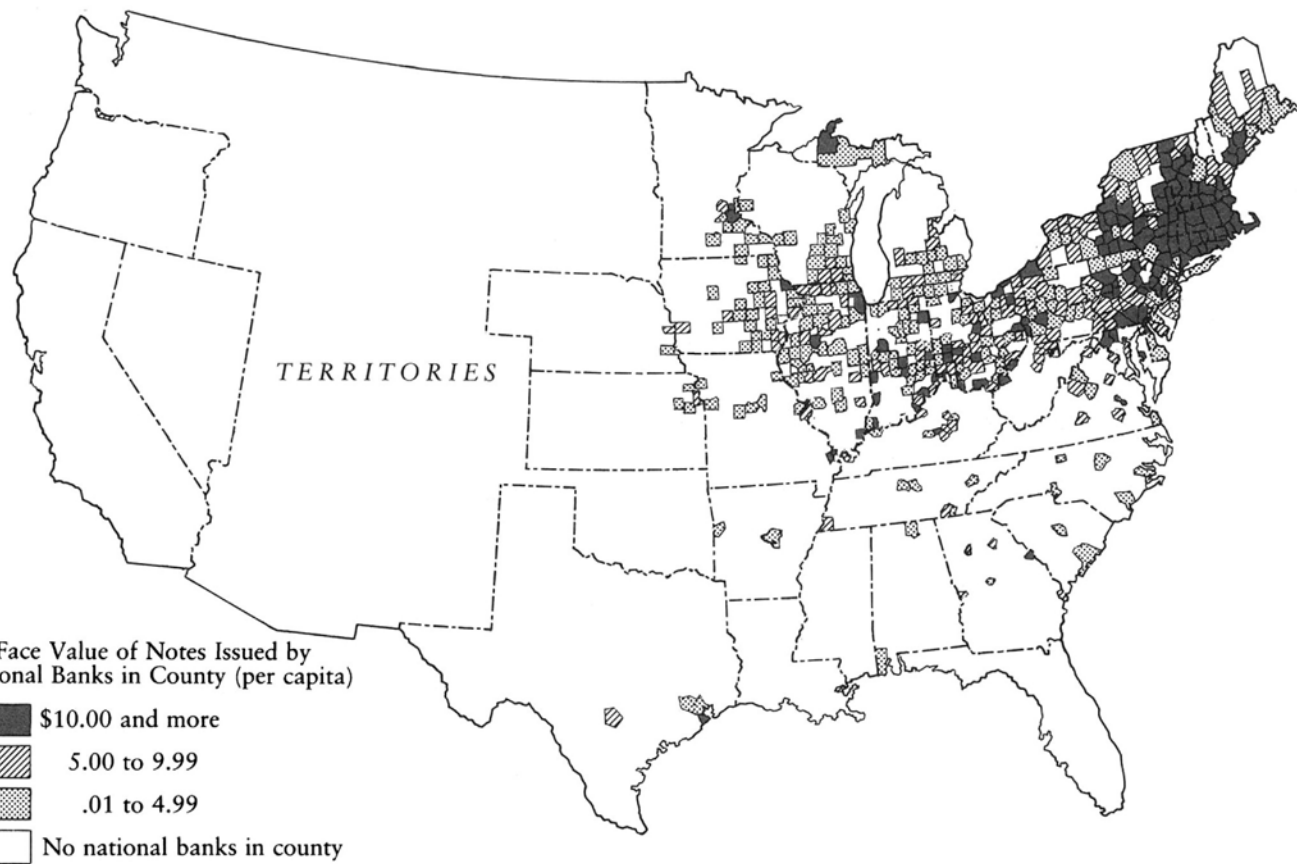 TERRITORIES
Face Value of Notes Issued by
onal Banks in County (per capita)
$10.00 and more
5.00 to 9.99
.01 to 4.99
No national banks in county